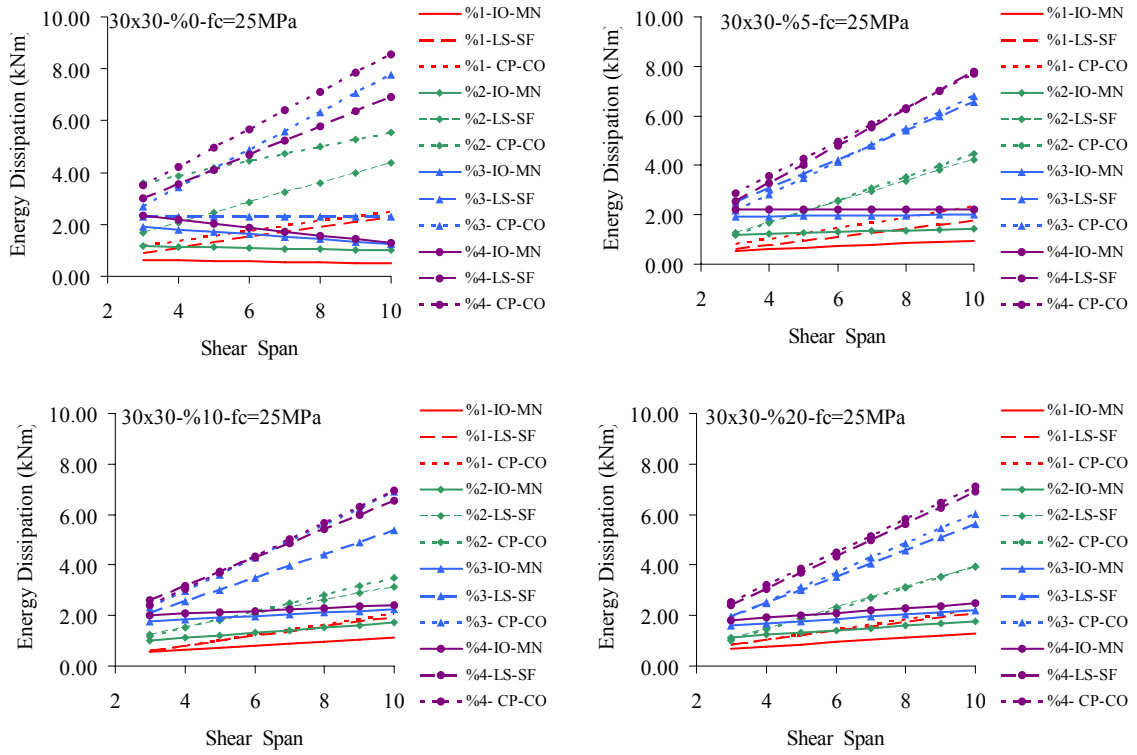 30x30-%0-fc=25MPa
Energy Dissipation (kNm)
10.00
8.00
6.00
4.00
2.00
0.00
2 4 6 8 10
Shear Span
%1-IO-MN
%1-LS-SF
%1- CP-CO
%2-IO-MN
%2-LS-SF
%2- CP-CO
%3-IO-MN
%3-LS-SF
%3- CP-CO
%4-IO-MN
%4-LS-SF
%4- CP-CO
30x30-%5-fc=25MPa
Energy Dissipation (kNm)
10.00
8.00
6.00
4.00
2.00
0.00
2 4 6 8 10
Shear Span
%1-IO-MN
%1-LS-SF
%1- CP-CO
%2-IO-MN
%2-LS-SF
%2- CP-CO
%3-IO-MN
%3-LS-SF
%3- CP-CO
%4-IO-MN
%4-LS-SF
%4- CP-CO
30x30-%10-fc=25MPa
Energy Dissipation (kNm)
10.00
8.00
6.00
4.00
2.00
0.00
2 4 6 8 10
Shear Span
%1-IO-MN
%1-LS-SF
%1- CP-CO
%2-IO-MN
%2-LS-SF
%2- CP-CO
%3-IO-MN
%3-LS-SF
%3- CP-CO
%4-IO-MN
%4-LS-SF
%4- CP-CO
30x30-%20-fc=25MPa
Energy Dissipation (kNm)
10.00
8.00
6.00
4.00
2.00
0.00
2 4 6 8 10
Shear Span
%1-IO-MN
%1-LS-SF
%1- CP-CO
%2-IO-MN
%2-LS-SF
%2- CP-CO
%3-IO-MN
%3-LS-SF
%3- CP-CO
%4-IO-MN
%4-LS-SF
%4- CP-CO